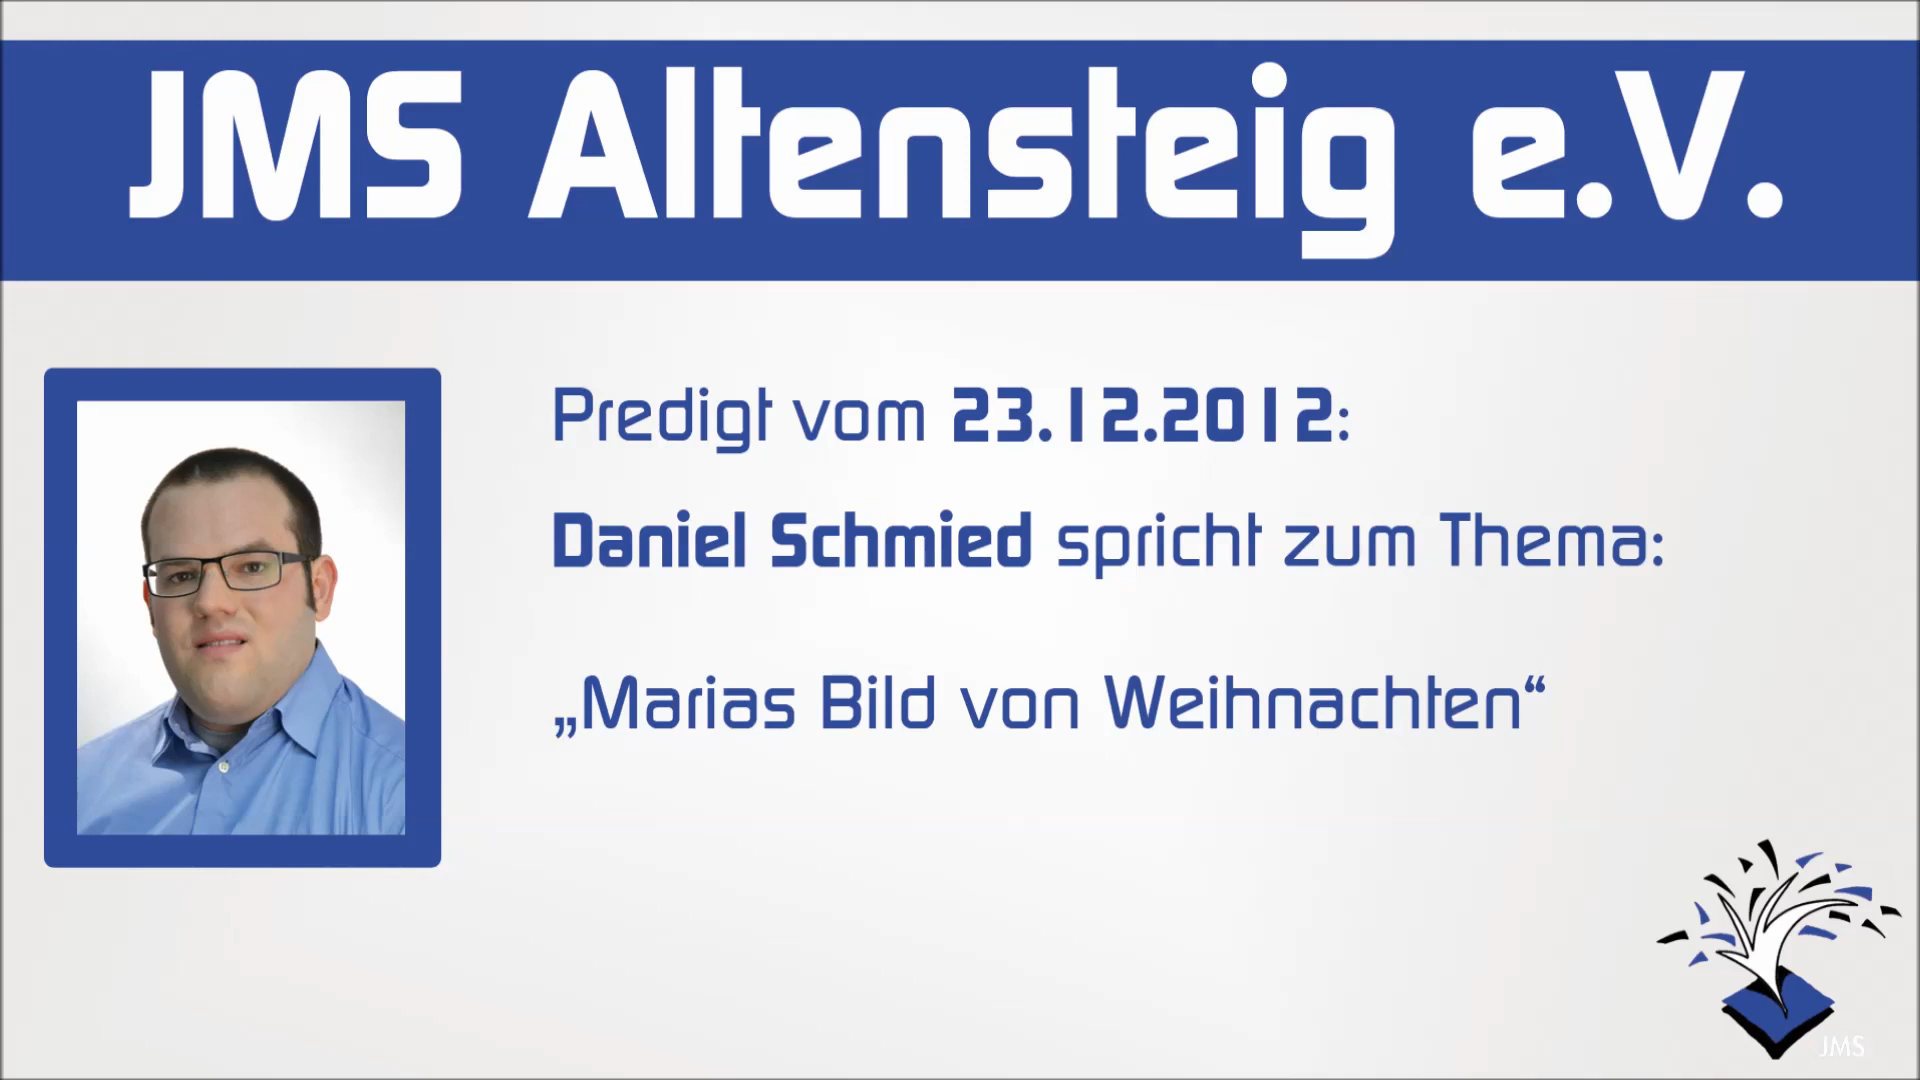 JMS Altensteig e.V.
Predigt vom 23.12.2012:
Daniel Schmied spricht zum Thema:
„Marias Bild von Weihnachten“
JMS